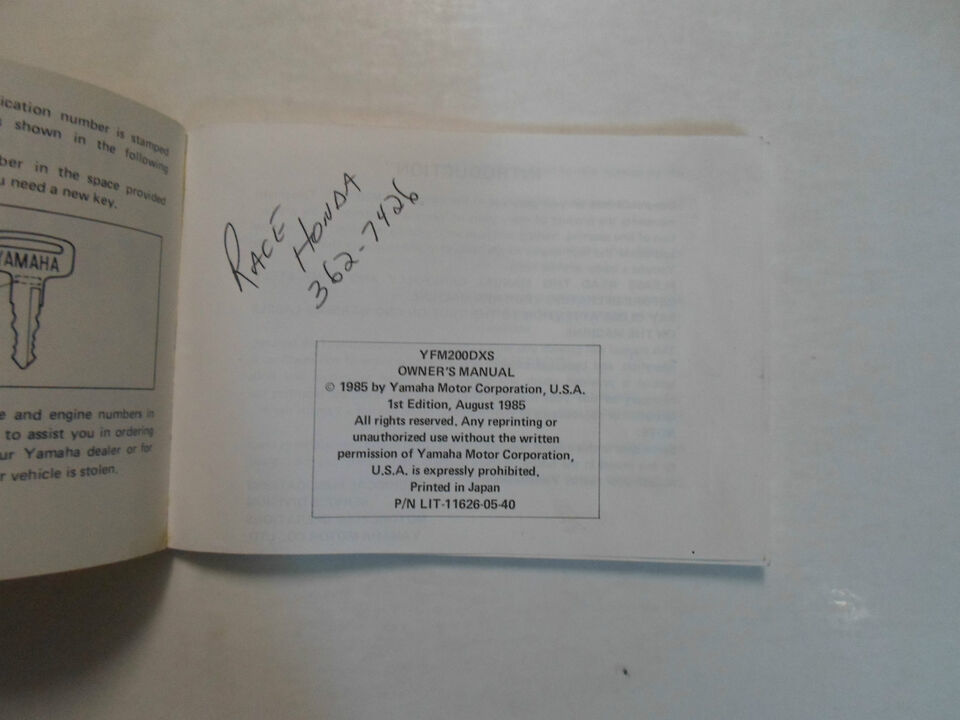 ication number is stamped
s shown in the following
ber in the space provided
u need a new key.
YAMAHA
e and engine numbers in
to assist you in ordering
ur Yamaha dealer or for
r vehicle is stolen.
RACE HONDA
362-7426
YFM200DXS
OWNER'S MANUAL
© 1985 by Yamaha Motor Corporation, U.S.A.
1st Edition, August 1985
All rights reserved. Any reprinting or
unauthorized use without the written
permission of Yamaha Motor Corporation,
U.S.A. is expressly prohibited.
Printed in Japan
P/N LIT-11626-05-40